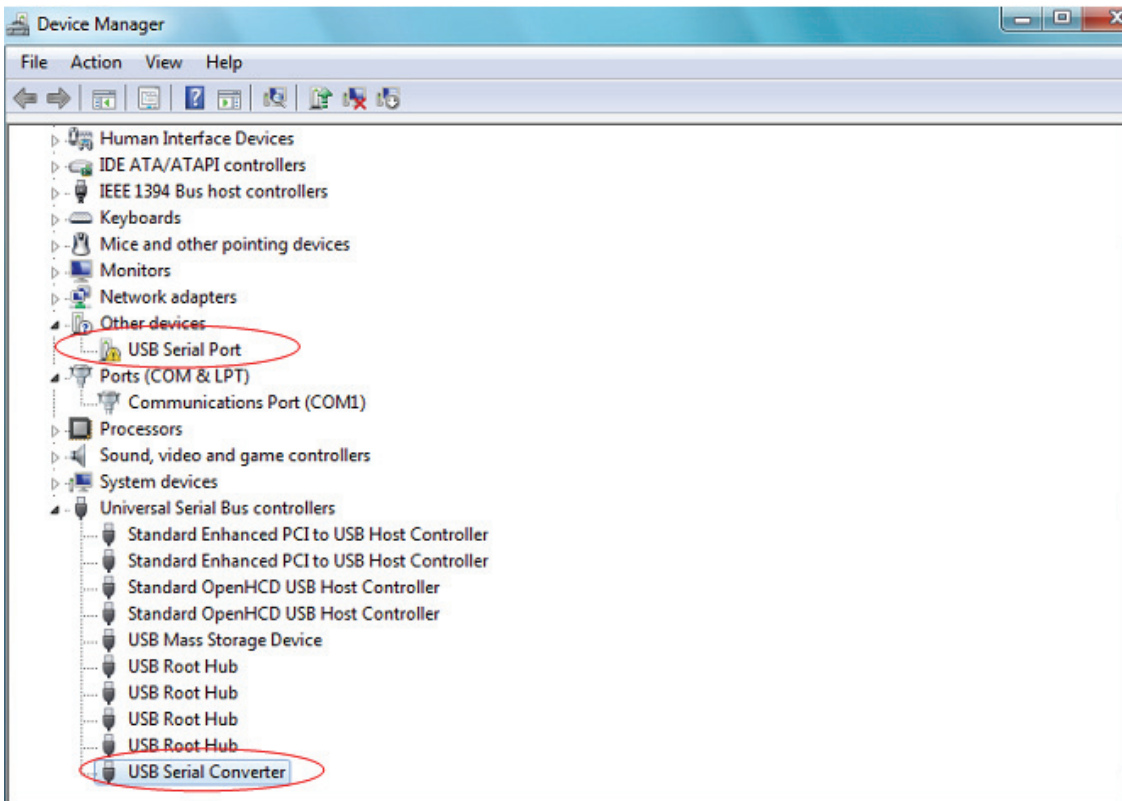 Device Manager
File Action View Help
Human Interface Devices
IDE ATA/ATAPI controllers
IEEE 1394 Bus host controllers
Keyboards
Mice and other pointing devices
Monitors
Network adapters
Other devices
USB Serial Port
Ports (COM & LPT)
Communications Port (COM1)
Processors
Sound, video and game controllers
System devices
Universal Serial Bus controllers
Standard Enhanced PCI to USB Host Controller
Standard Enhanced PCI to USB Host Controller
Standard OpenHCD USB Host Controller
Standard OpenHCD USB Host Controller
USB Mass Storage Device
USB Root Hub
USB Root Hub
USB Root Hub
USB Root Hub
USB Serial Converter